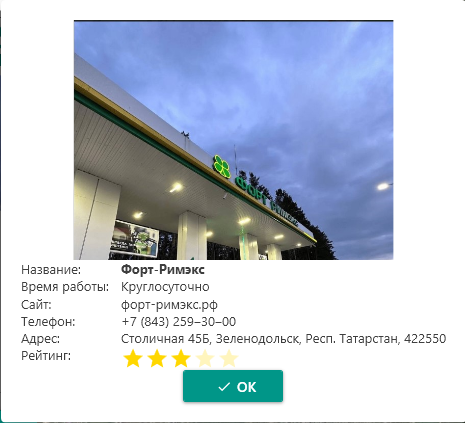 ФОРТ
Название: Форт-Римэкс
Время работы: Круглосуточно
Сайт: форт-римэкс.рф
Телефон: +7 (843) 259–30–00
Адрес: Столичная 45Б, Зеленодольск, Респ. Татарстан, 422550
Рейтинг:
OK